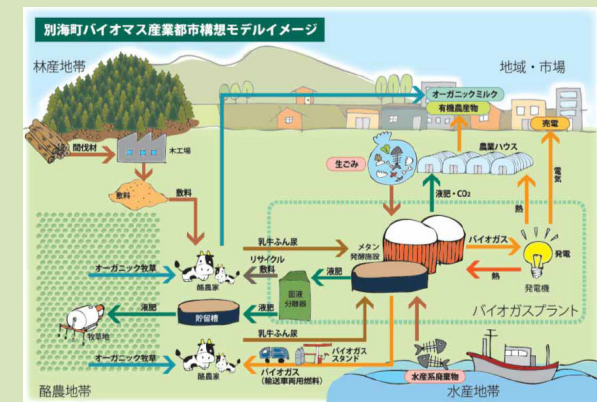 別海町バイオマス産業都市構想モデルイメージ
林産地帯
地域・市場
オーガニックミルク
有機農産物
売電
間伐材
木工場
生ごみ
農業ハウス
敷料
敷料
液肥・CO2
熱
電気
乳牛ふん尿
メタン
発酵施設
バイオガス
発電
オーガニック牧草
酪農家
リサイクル
敷料
液肥
熱
発電機
固液
分離器
液肥
貯留槽
液肥
バイオガスプラント
牧草地
乳牛ふん尿
バイオガス
スタンド
オーガニック牧草
酪農家
バイオガス
(輸送車両用燃料)
水産系廃棄物
酪農地帯
水産地帯